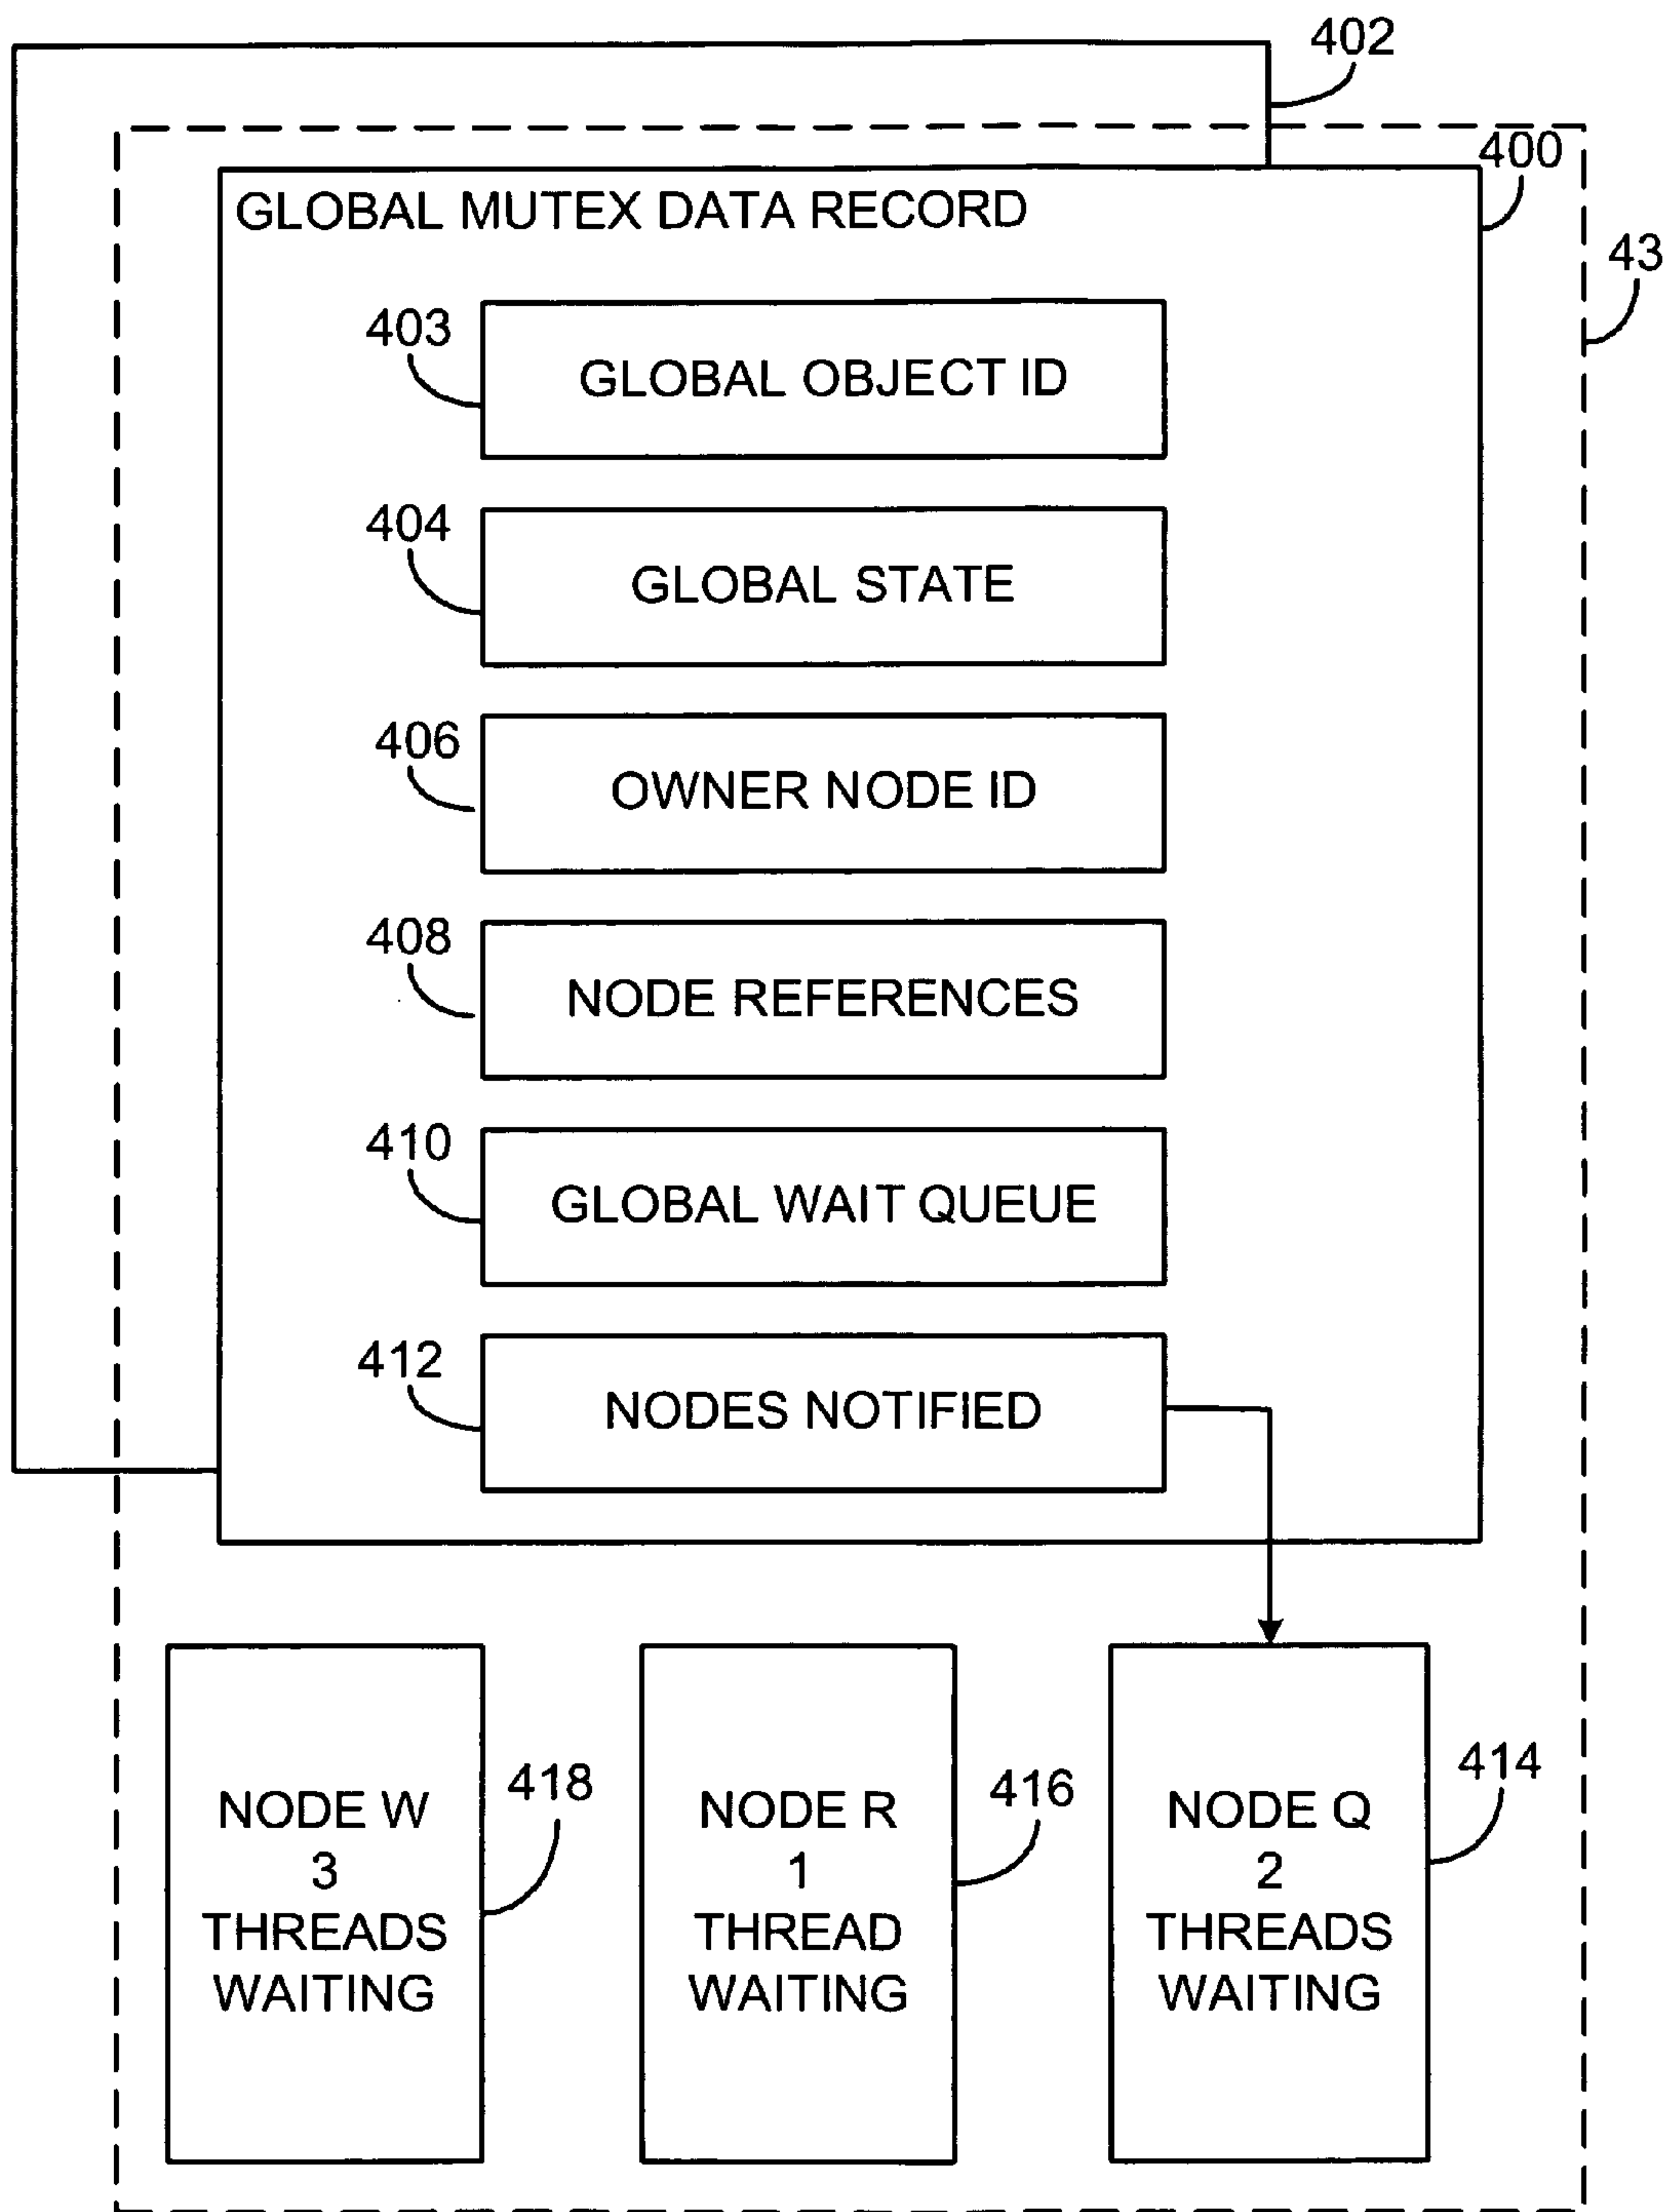 402
400
GLOBAL MUTEX DATA RECORD
43
403
GLOBAL OBJECT ID
404
GLOBAL STATE
406
OWNER NODE ID
408
NODE REFERENCES
410
GLOBAL WAIT QUEUE
412
NODES NOTIFIED
NODE W
3
THREADS
WAITING
418
NODE R
1
THREAD
WAITING
416
NODE Q
2
THREADS
WAITING
414